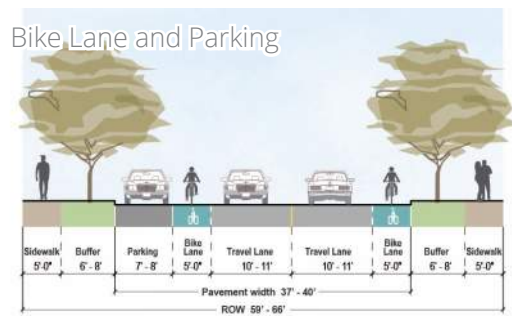 Bike Lane and Parking
Sidewalk Buffer Parking Bike Lane Travel Lane Travel Lane Bike Lane Buffer Sidewalk
5'-0" 6' - 8' 7' - 8' 5'-0" 10' - 11' 10' - 11' 5'-0" 6' - 8' 5'-0"
Pavement width 37' - 40'
ROW 59' - 66'